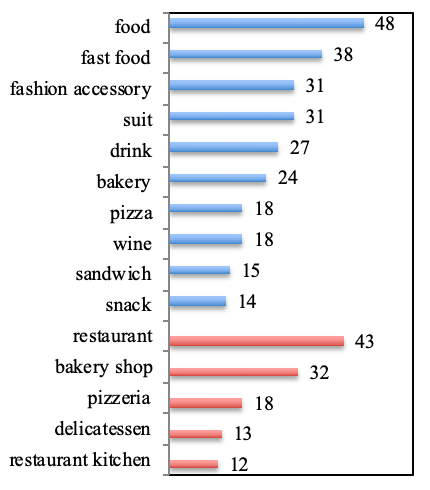 food 48
fast food 38
fashion accessory 31
suit 31
drink 27
bakery 24
pizza 18
wine 18
sandwich 15
snack 14
restaurant 43
bakery shop 32
pizzeria 18
delicatessen 13
restaurant kitchen 12